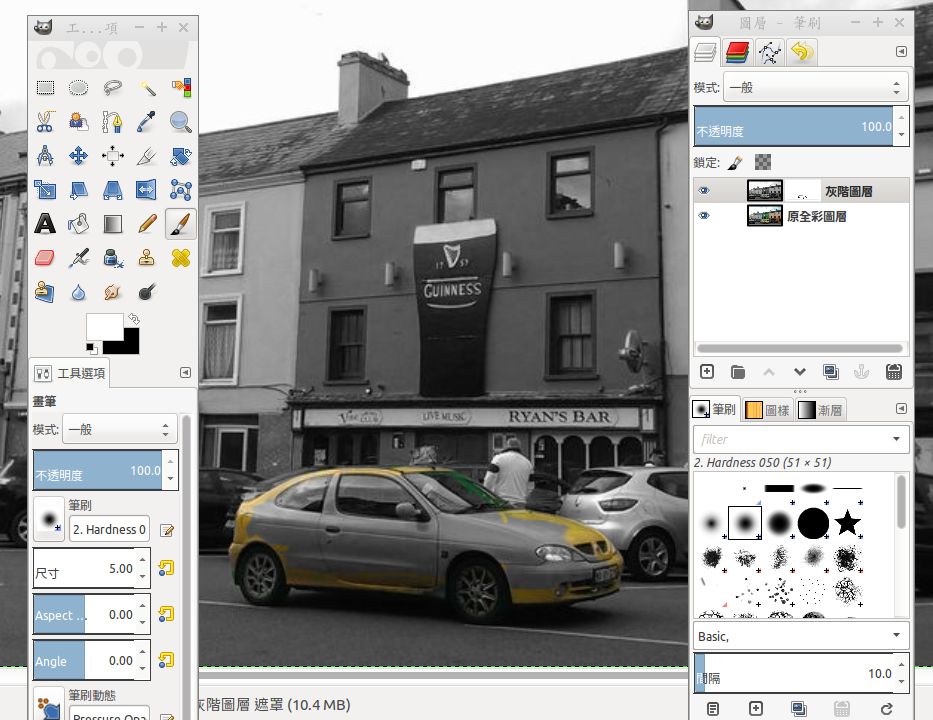 工...項
工具選項
畫筆
模式: 一般
不透明度 100.0
筆刷
2. Hardness 0
尺寸 5.00
Aspect ... 0.00
Angle 0.00
筆刷動態
Pressure Opa
17 59
GUINNESS
LIVE MUSIC
RYAN'S BAR
灰階圖層 遮罩 (10.4 MB)
圖層 - 筆刷
模式: 一般
不透明度 100.0
鎖定:
灰階圖層
原全彩圖層
筆刷 圖樣 漸層
filter
2. Hardness 050 (51 × 51)
Basic,
間隔 10.0